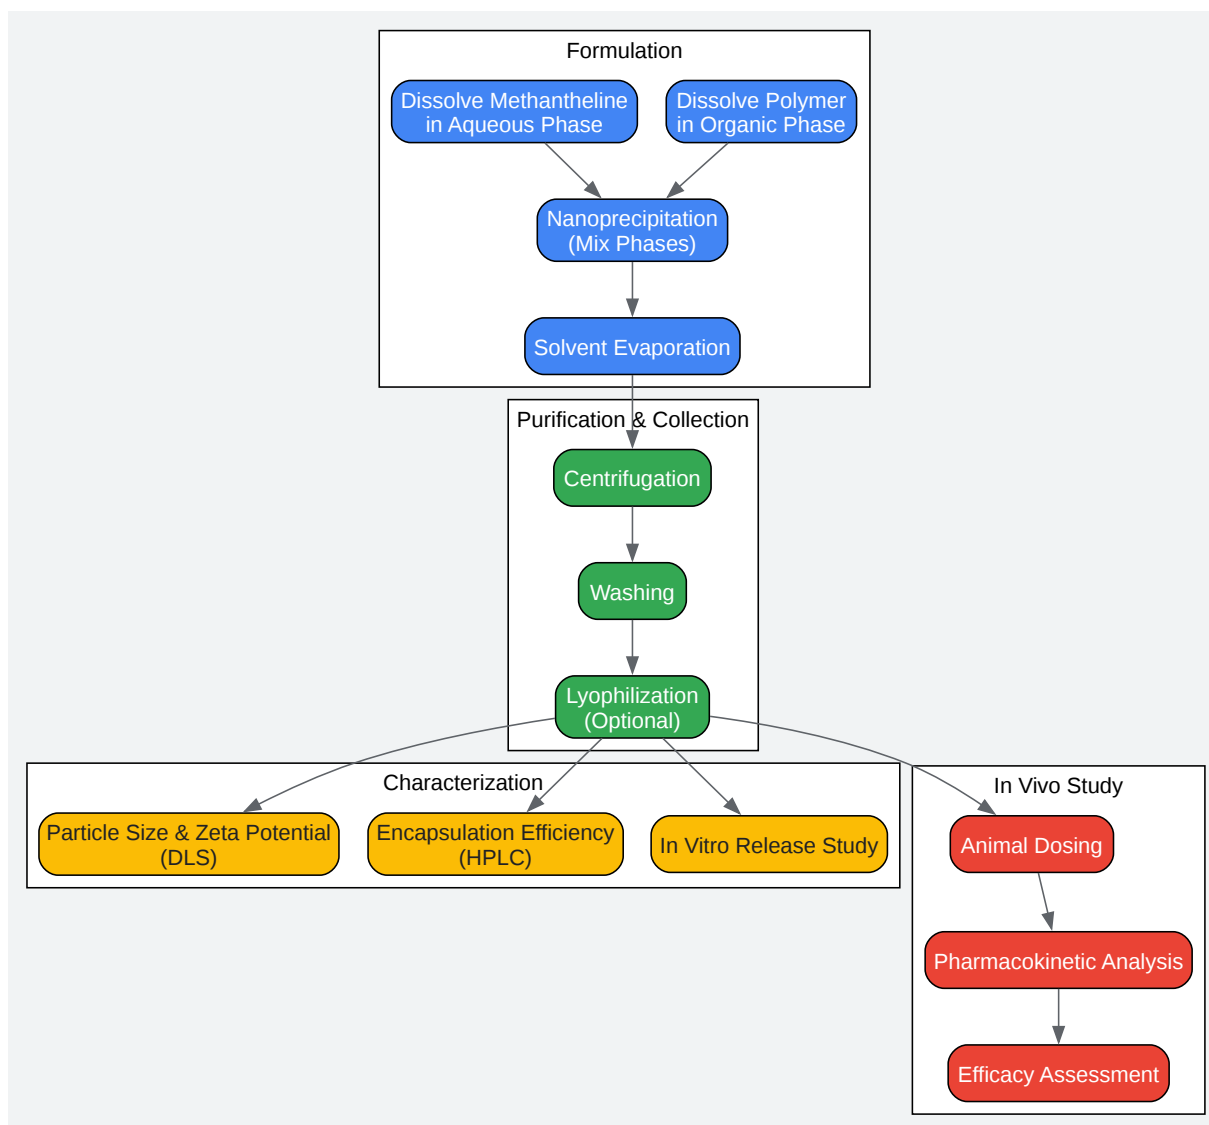 Formulation
Dissolve Methantheline
in Aqueous Phase
Dissolve Polymer
in Organic Phase
Nanoprecipitation
(Mix Phases)
Solvent Evaporation
Purification & Collection
Centrifugation
Washing
Lyophilization
(Optional)
Characterization
Particle Size & Zeta Potential
(DLS)
Encapsulation Efficiency
(HPLC)
In Vitro Release Study
In Vivo Study
Animal Dosing
Pharmacokinetic Analysis
Efficacy Assessment